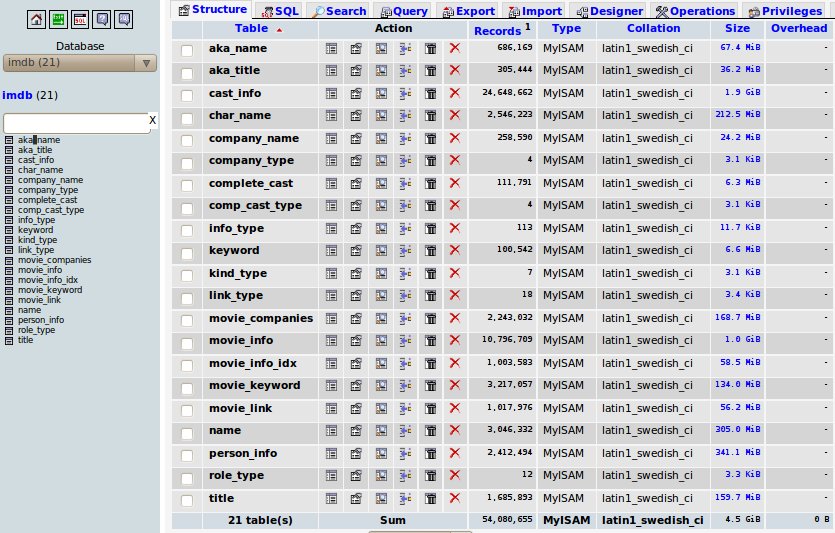 Database
imdb (21)
imdb (21)
X
aka_name
aka_title
cast_info
char_name
company_name
company_type
complete_cast
comp_cast_type
info_type
keyword
kind_type
link_type
movie_companies
movie_info
movie_info_idx
movie_keyword
movie_link
name
person_info
role_type
title
Structure SQL Search Query Export Import Designer Operations Privileges
Table Action Records 1 Type Collation Size Overhead
aka_name 686,169 MyISAM latin1_swedish_ci 67.4 MiB -
aka_title 305,444 MyISAM latin1_swedish_ci 36.2 MiB -
cast_info 24,648,662 MyISAM latin1_swedish_ci 1.9 GiB -
char_name 2,546,223 MyISAM latin1_swedish_ci 212.5 MiB -
company_name 258,590 MyISAM latin1_swedish_ci 24.2 MiB -
company_type 4 MyISAM latin1_swedish_ci 3.1 KiB -
complete_cast 111,791 MyISAM latin1_swedish_ci 6.3 MiB -
comp_cast_type 4 MyISAM latin1_swedish_ci 3.1 KiB -
info_type 113 MyISAM latin1_swedish_ci 11.7 KiB -
keyword 100,542 MyISAM latin1_swedish_ci 6.6 MiB -
kind_type 7 MyISAM latin1_swedish_ci 3.1 KiB -
link_type 18 MyISAM latin1_swedish_ci 3.4 KiB -
movie_companies 2,243,032 MyISAM latin1_swedish_ci 168.7 MiB -
movie_info 10,796,709 MyISAM latin1_swedish_ci 1.0 GiB -
movie_info_idx 1,003,583 MyISAM latin1_swedish_ci 58.5 MiB -
movie_keyword 3,217,057 MyISAM latin1_swedish_ci 134.0 MiB -
movie_link 1,017,976 MyISAM latin1_swedish_ci 56.2 MiB -
name 3,046,332 MyISAM latin1_swedish_ci 305.0 MiB -
person_info 2,412,494 MyISAM latin1_swedish_ci 341.1 MiB -
role_type 12 MyISAM latin1_swedish_ci 3.3 KiB -
title 1,685,893 MyISAM latin1_swedish_ci 159.7 MiB -
21 table(s) Sum 54,080,655 MyISAM latin1_swedish_ci 4.5 GiB 0 B